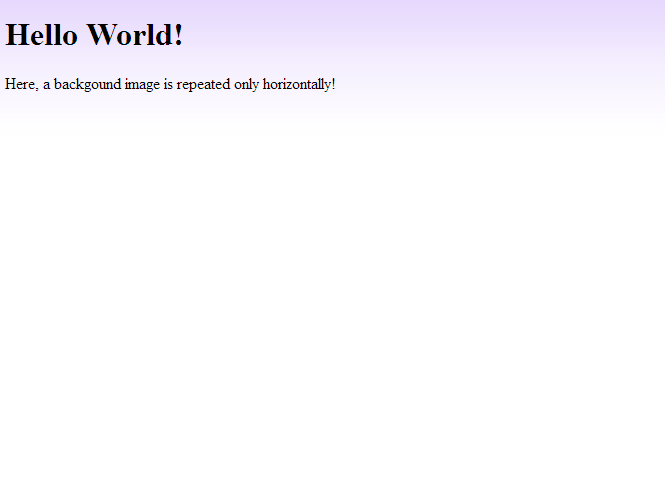 Hello World!
Here, a backgound image is repeated only horizontally!